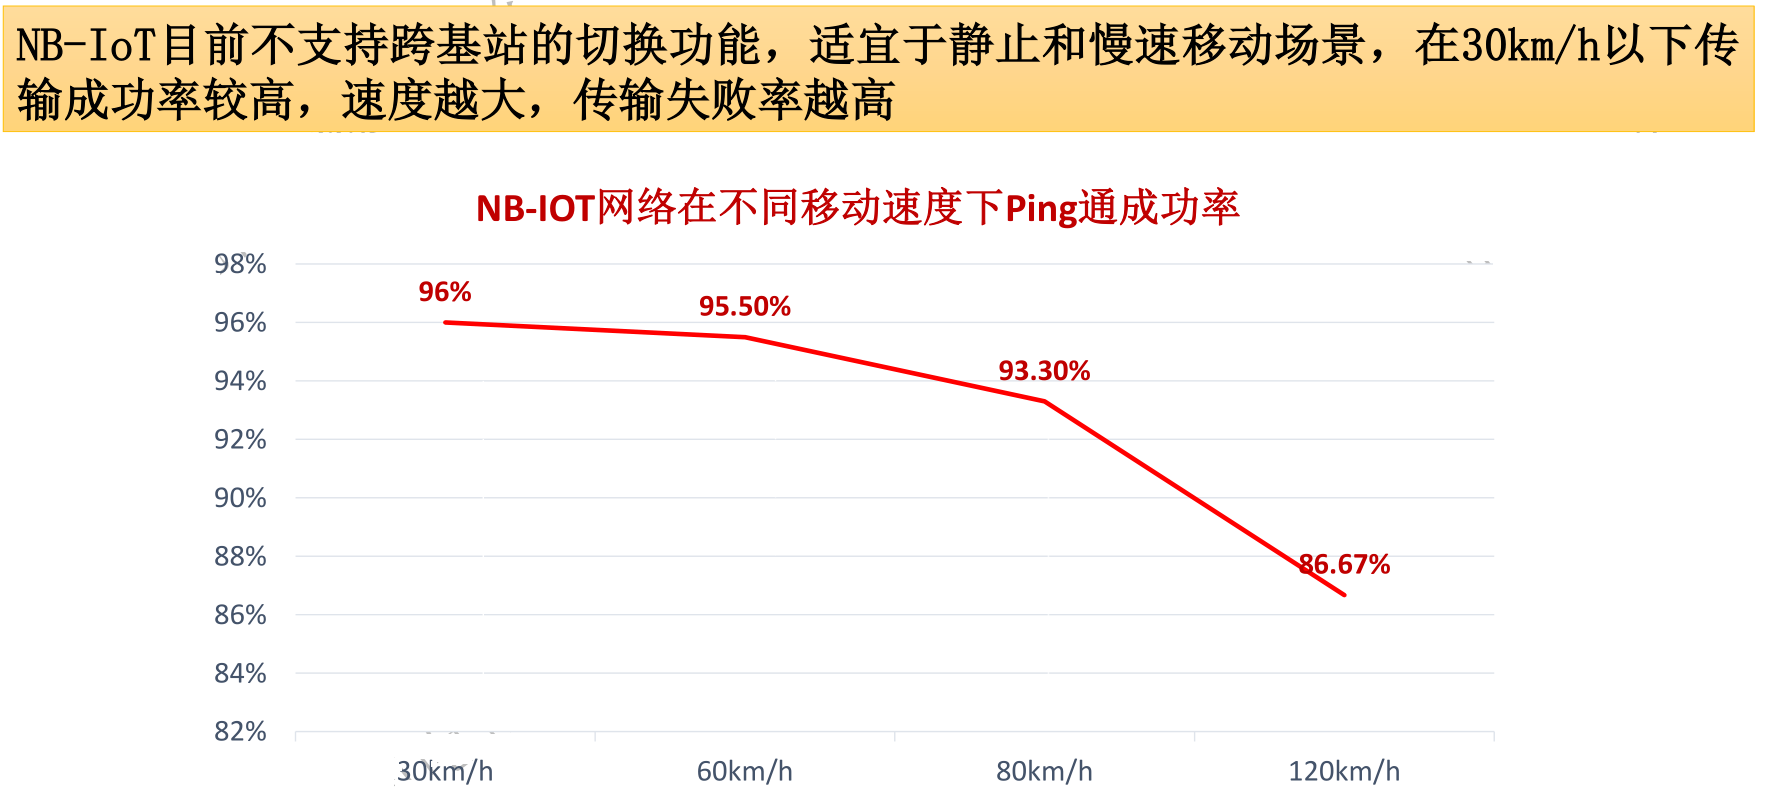 NB-IoT目前不支持跨基站的切换功能，适宜于静止和慢速移动场景，在30km/h以下传
输成功率较高，速度越大，传输失败率越高
NB-IOT网络在不同移动速度下Ping通成功率
98%
96%
94%
92%
90%
88%
86%
84%
82%
96%
95.50%
93.30%
86.67%
30km/h
60km/h
80km/h
120km/h